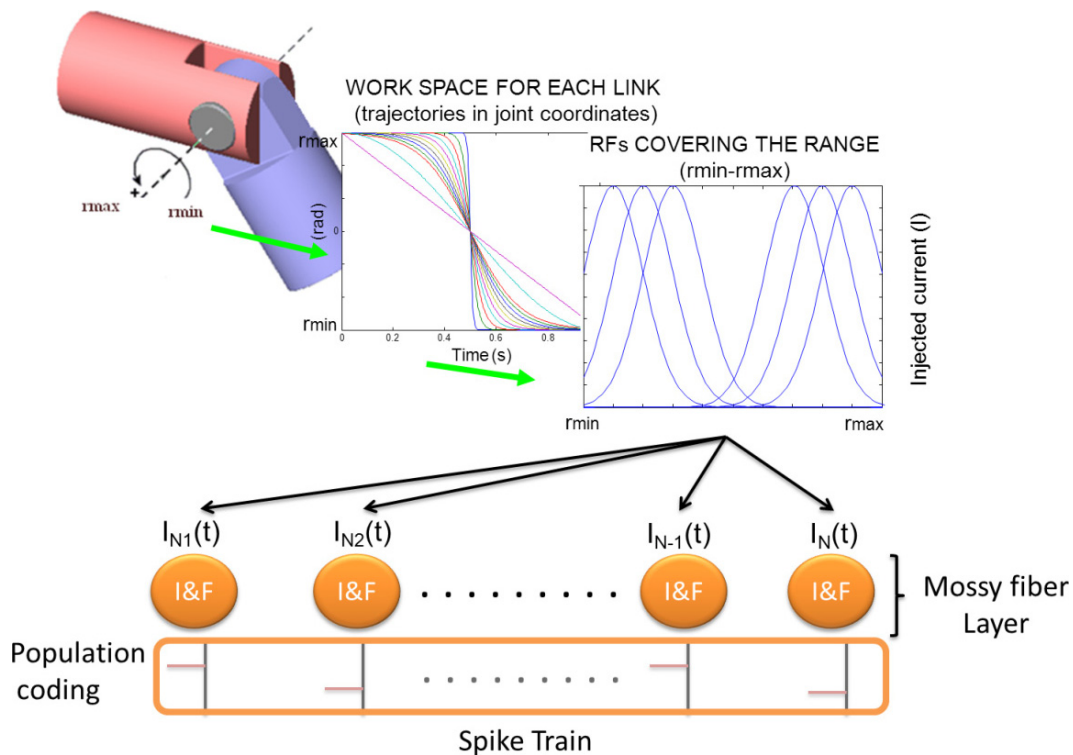 WORK SPACE FOR EACH LINK
(trajectories in joint coordinates)
rmax
rmin
+
rmax
(rad)
0
rmin
0 0.2 0.4 0.6 0.8
Time (s)
RFs COVERING THE RANGE
(rmin-rmax)
Injected current (I)
rmin
rmax
IN1(t)
IN2(t)
IN-1(t)
IN(t)
I&F
I&F
. . . . . . . . .
I&F
I&F
Mossy fiber
Layer
Population
coding
. . . . . . . . .
Spike Train